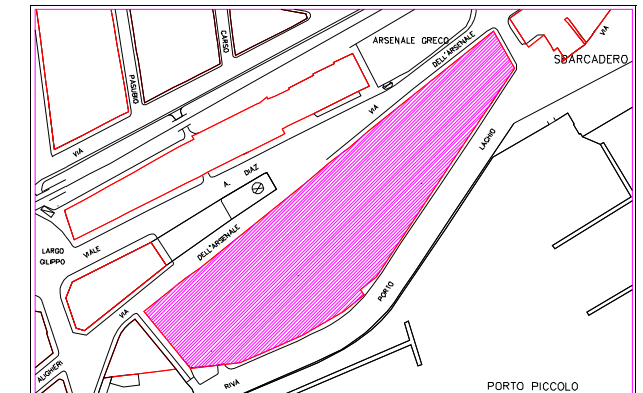 CARSO
ARSENALE GRECO
DELL'ARSENALE
VIA
SBARCADERO
PASUBIO
VIA
VIA
LACHIO
A. DIAZ
LARGO
GILIPPO
VIALE
DELL'ARSENALE
VIA
PORTO
ALIGHIERI
RIVA
PORTO PICCOLO